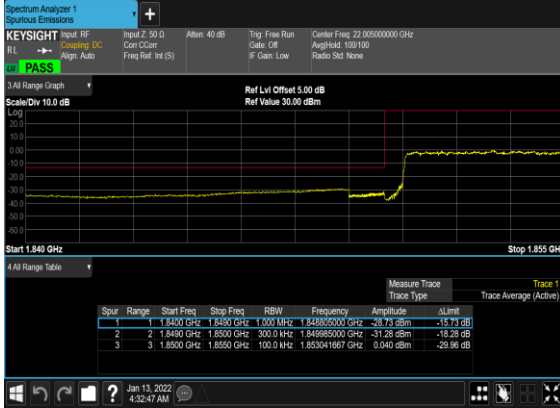 Spectrum Analyzer 1
Spurious Emissions
+
KEYSIGHT Input: RF Input Z: 50 Ω Atten: 40 dB Trig: Free Run Center Freq: 22.005000000 GHz
RL Coupling: DC Corr CCorr Gate: Off Avg|Hold: 100/100
Align: Auto Freq Ref: Int (S) IF Gain: Low Radio Std: None
PASS
3 All Range Graph Ref Lvl Offset 5.00 dB
Scale/Div 10.0 dB Ref Value 30.00 dBm
Log
20.0
10.0
0.00
-10.0
-20.0
-30.0
-40.0
-50.0
-60.0
Start 1.840 GHz Stop 1.855 GH
4 All Range Table
Measure Trace Trace 1
Trace Type Trace Average (Active)
Spur Range Start Freq Stop Freq RBW Frequency Amplitude ΔLimit
1 1 1.8400 GHz 1.8490 GHz 1.000 MHz 1.848805000 GHz -28.73 dBm -15.73 dB
2 2 1.8490 GHz 1.8500 GHz 300.0 kHz 1.849985000 GHz -31.28 dBm -18.28 dB
3 3 1.8500 GHz 1.8550 GHz 100.0 kHz 1.853041667 GHz 0.040 dBm -29.96 dB
? Jan 13, 2022
4:32:47 AM